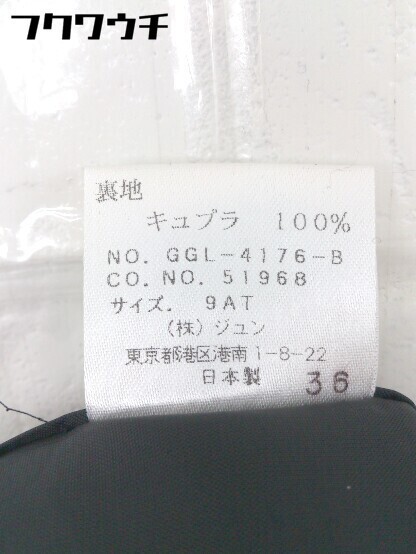 フクワウチ
裏地
キュプラ 100%
NO. GGL-4176-B
CO. NO. 51968
サイズ. 9AT
(株)ジュン
東京都港区港南1-8-22
日本製 36